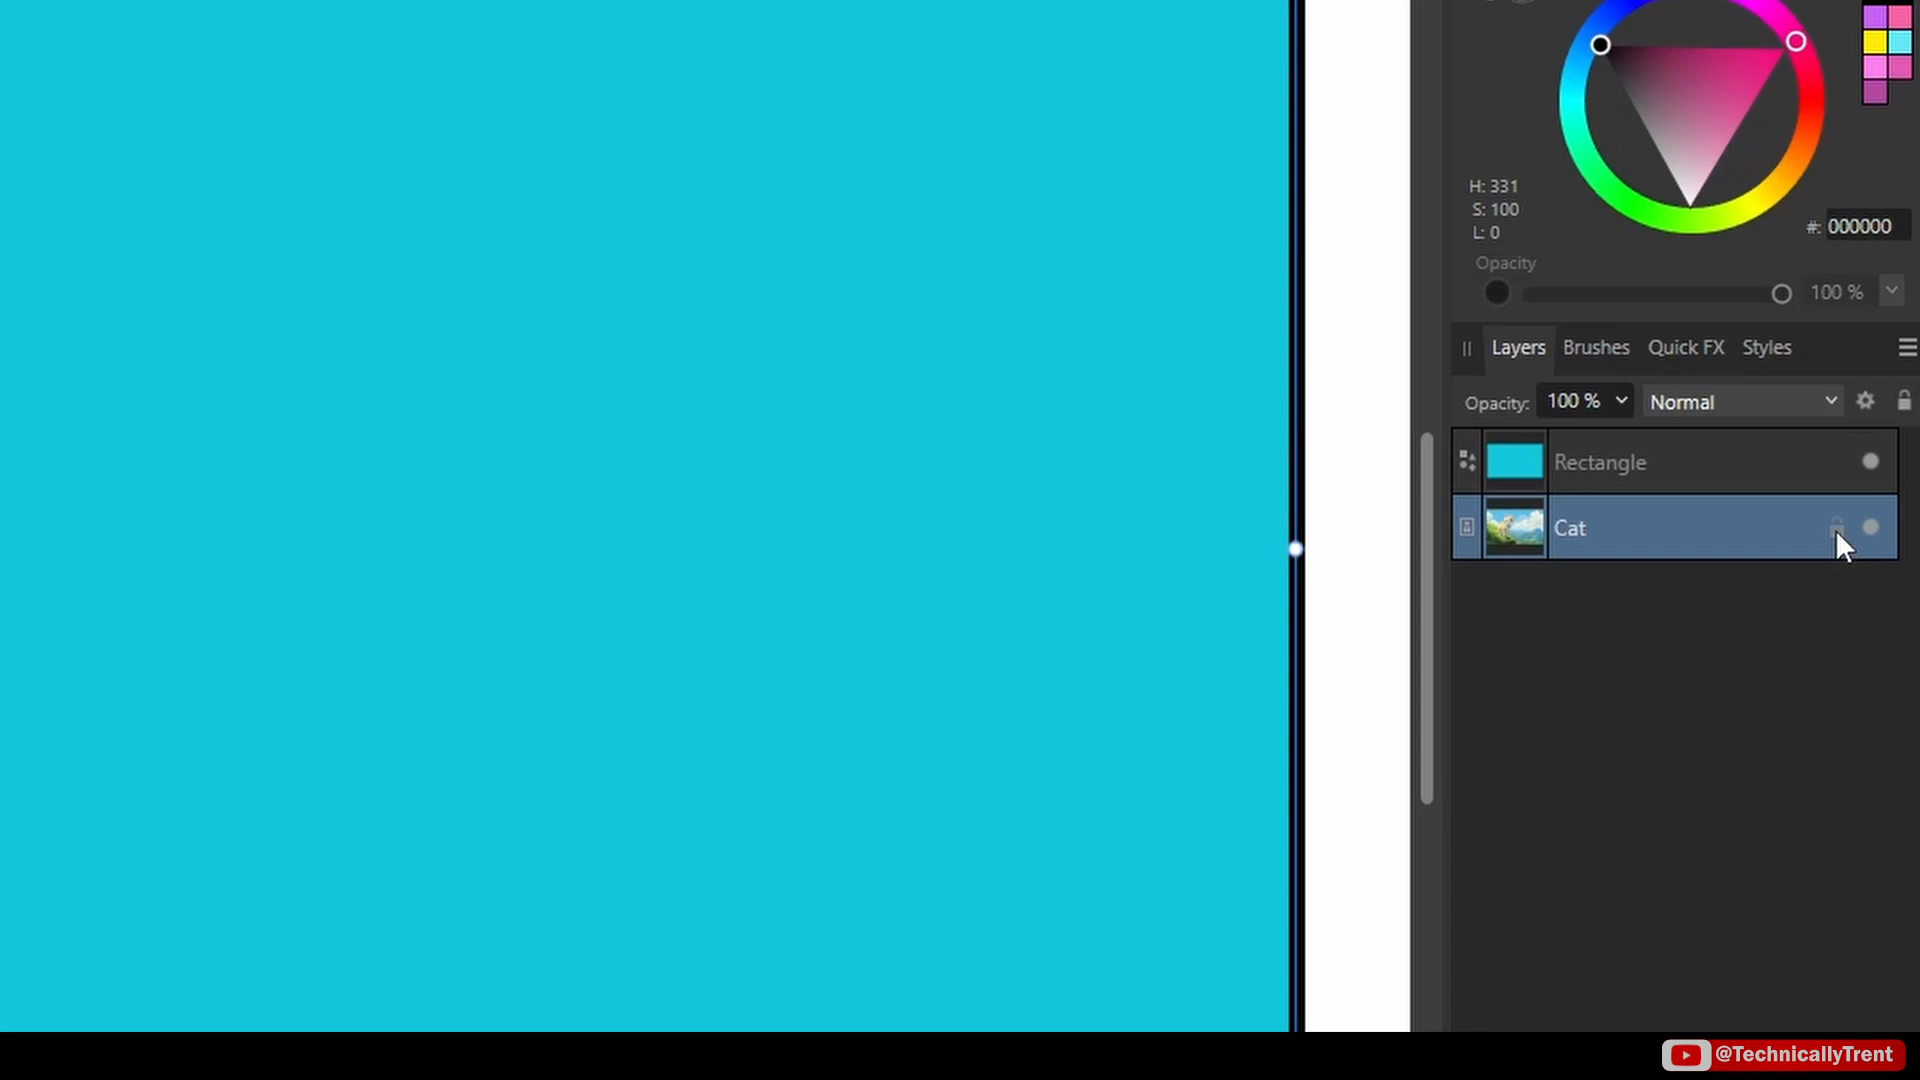 H: 331
S: 100
L: 0
#: 000000
Opacity
100 %
Layers Brushes Quick FX Styles
Opacity: 100 % Normal
Rectangle
Cat
@TechnicallyTrent